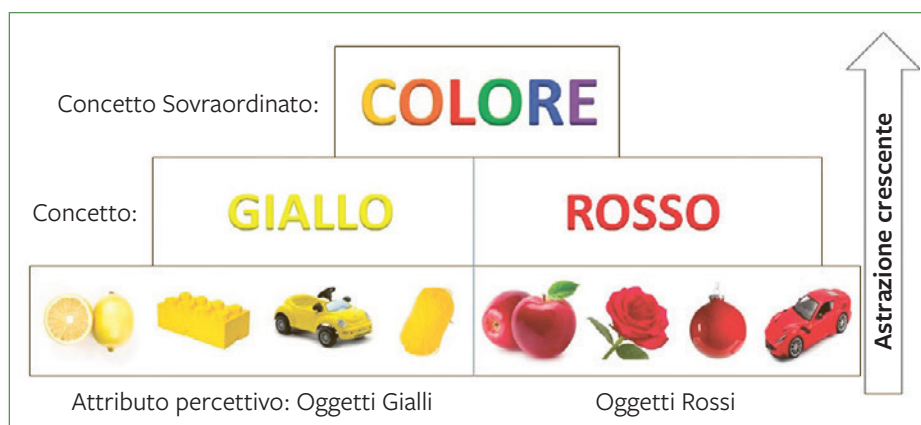 Concetto Sovraordinato:
COLORE
Concetto:
GIALLO
ROSSO
Attributo percettivo: Oggetti Gialli
Oggetti Rossi
Astrazione crescente